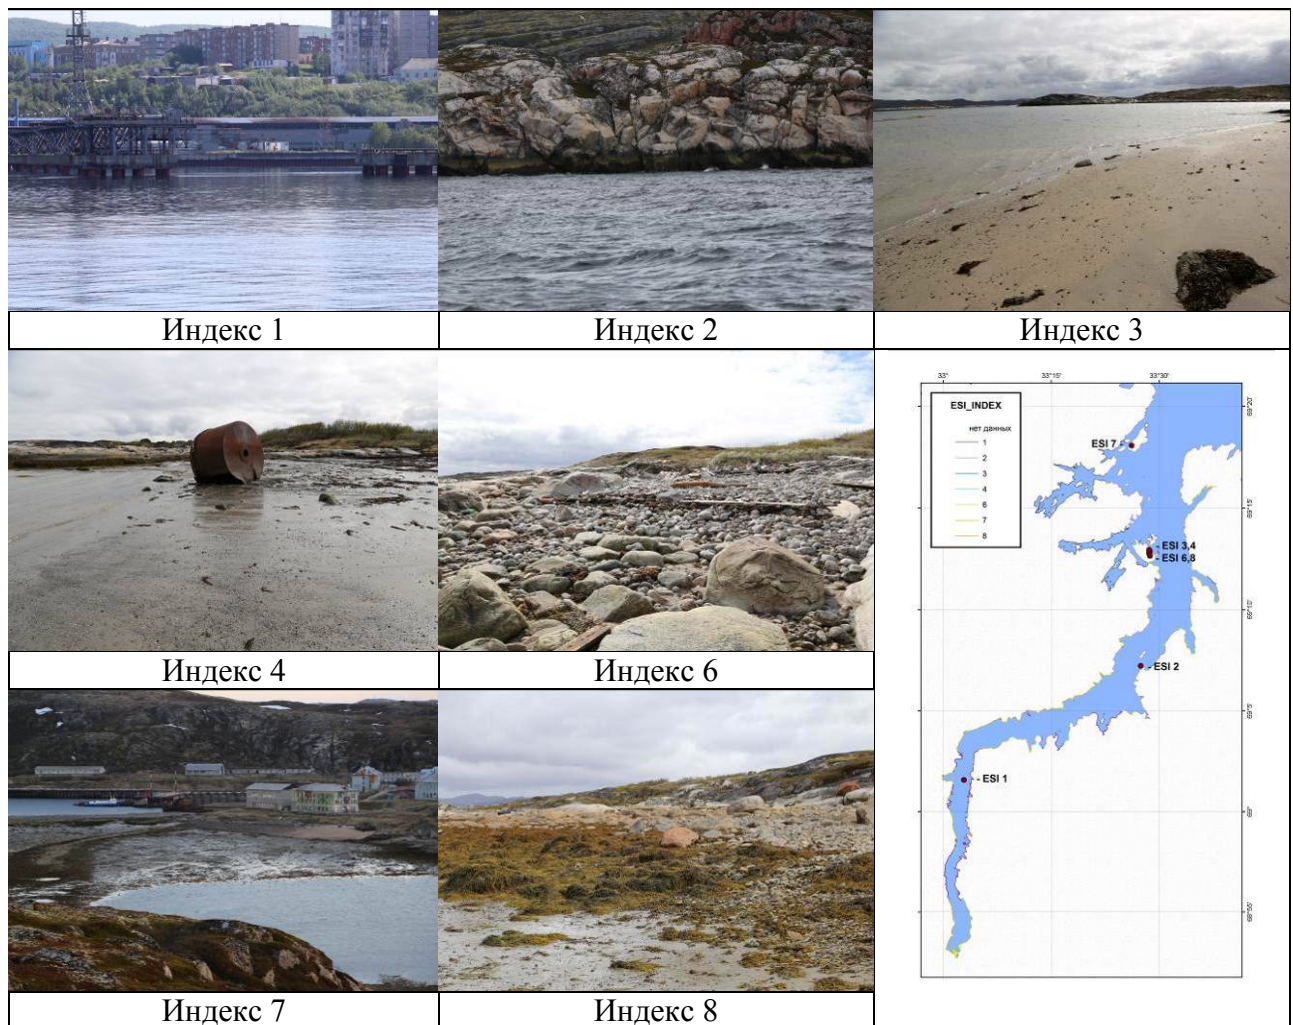 Индекс 1
Индекс 2
Индекс 3
Индекс 4
Индекс 6
33°
33°15'
33°30'
ESI_INDEX
нет данных
1
2
3
4
6
7
8
ESI 7 -
- ESI 3,4
- ESI 6,8
- ESI 2
- ESI 1
69°20'
69°15'
69°10'
69°5'
69°
68°55'
Индекс 7
Индекс 8